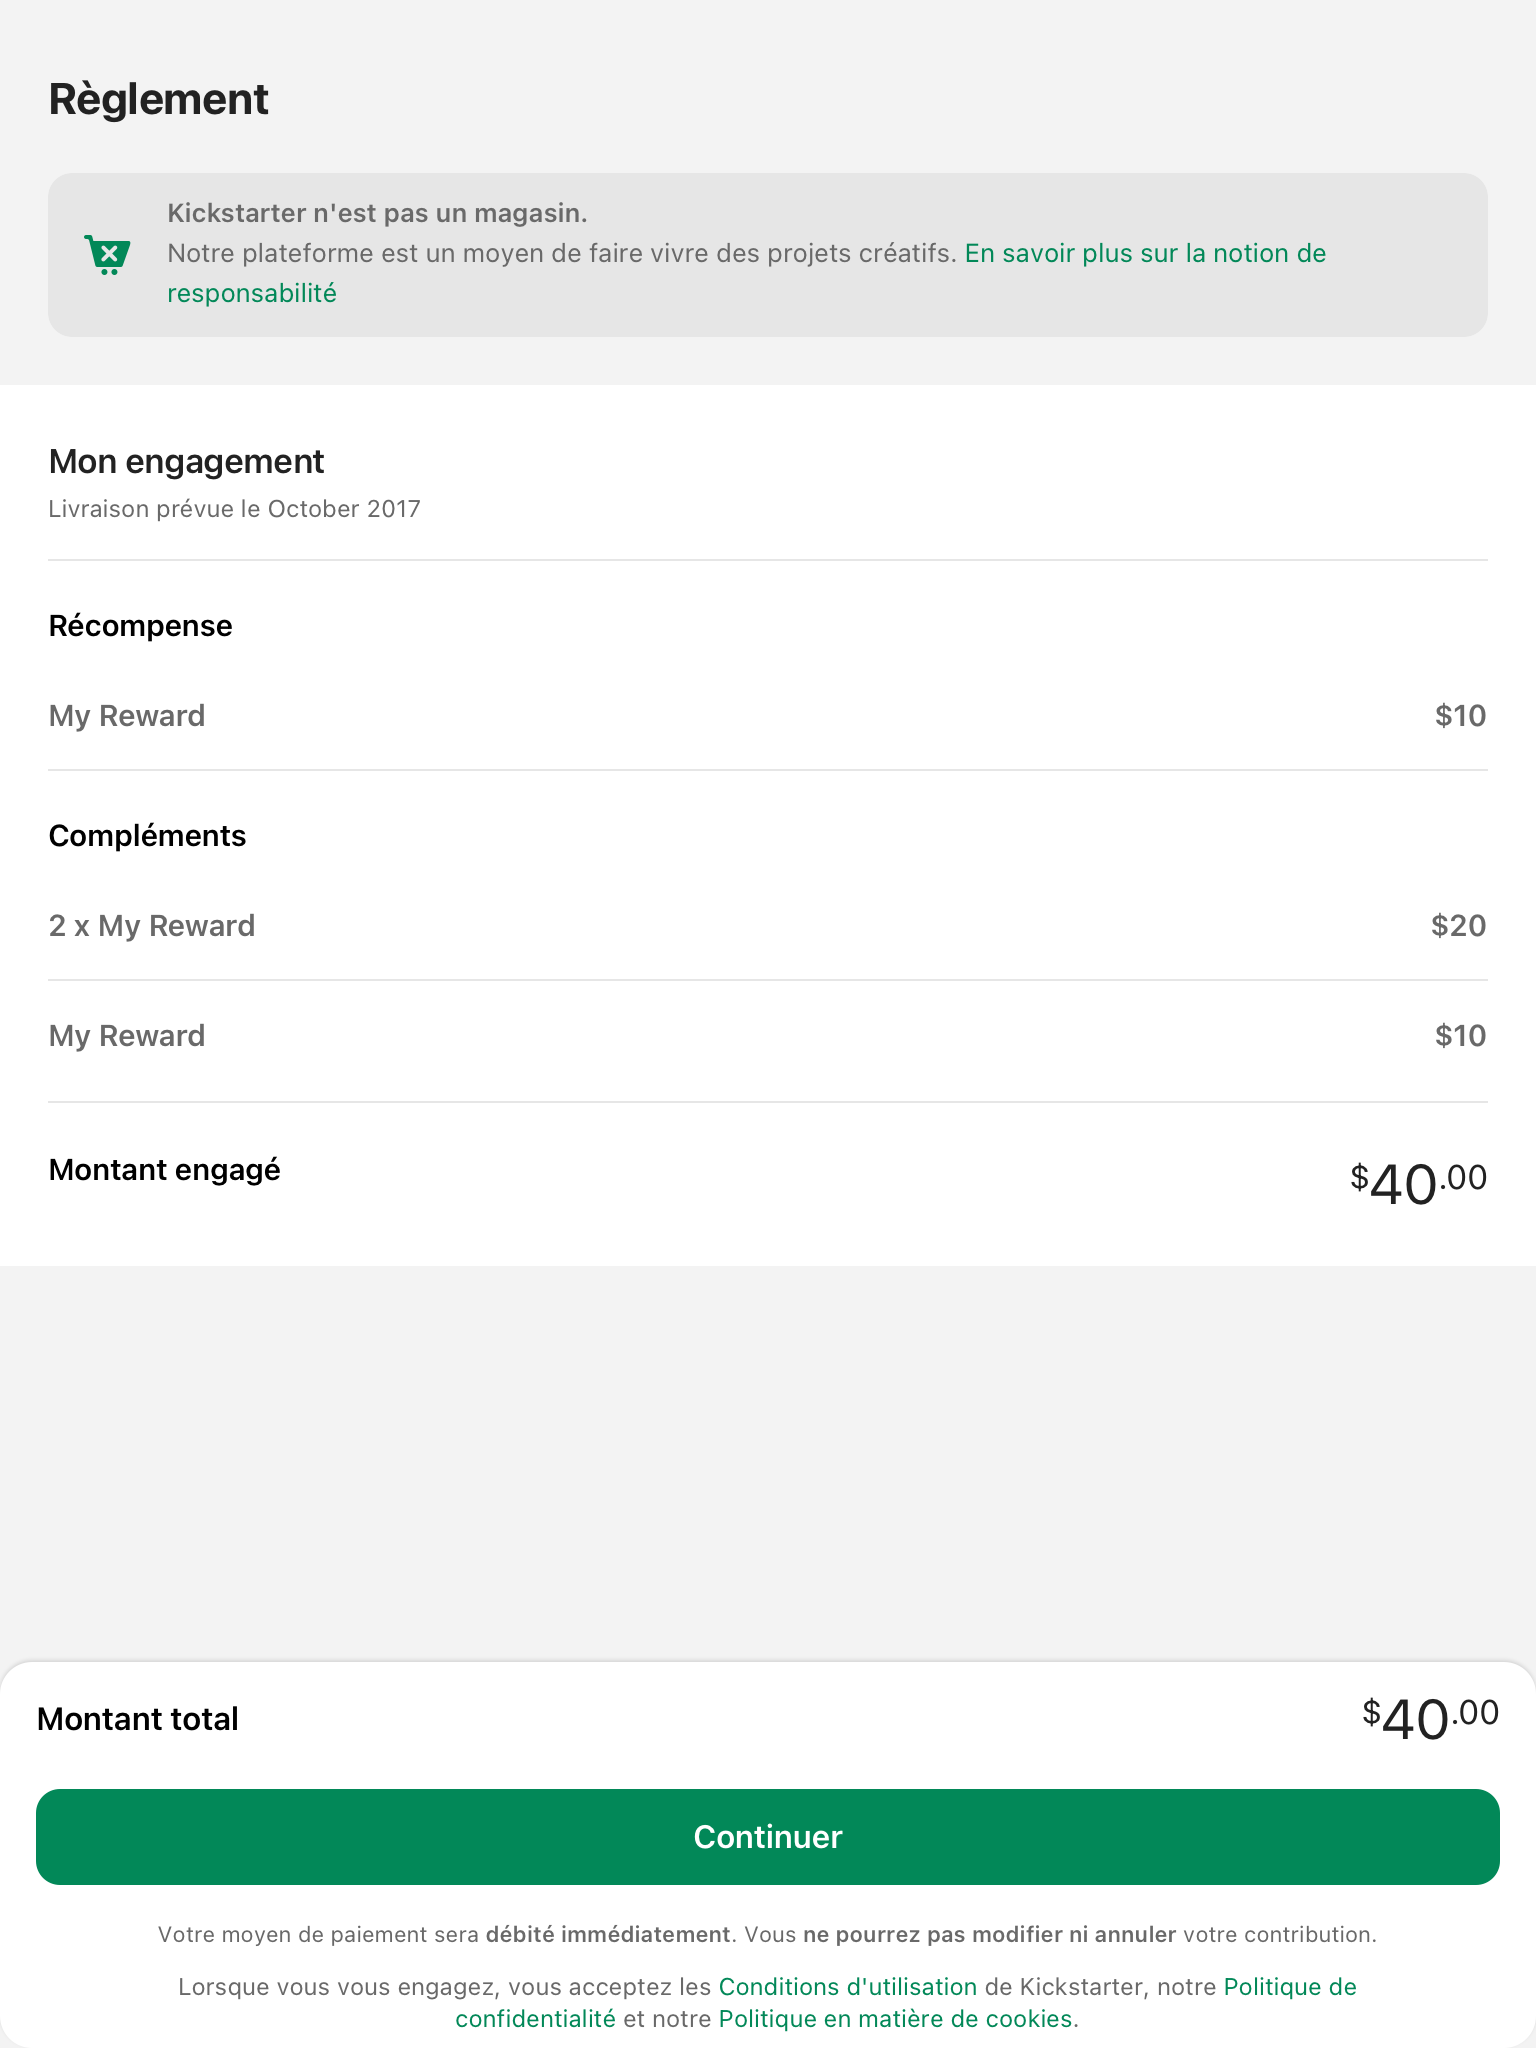 Règlement
Kickstarter n'est pas un magasin.
Notre plateforme est un moyen de faire vivre des projets créatifs. En savoir plus sur la notion de
responsabilité
Mon engagement
Livraison prévue le October 2017
Récompense
My Reward $10
Compléments
2 x My Reward $20
My Reward $10
Montant engagé $40.00
Montant total $40.00
Continuer
Votre moyen de paiement sera débité immédiatement. Vous ne pourrez pas modifier ni annuler votre contribution.
Lorsque vous vous engagez, vous acceptez les Conditions d'utilisation de Kickstarter, notre Politique de
confidentialité et notre Politique en matière de cookies.